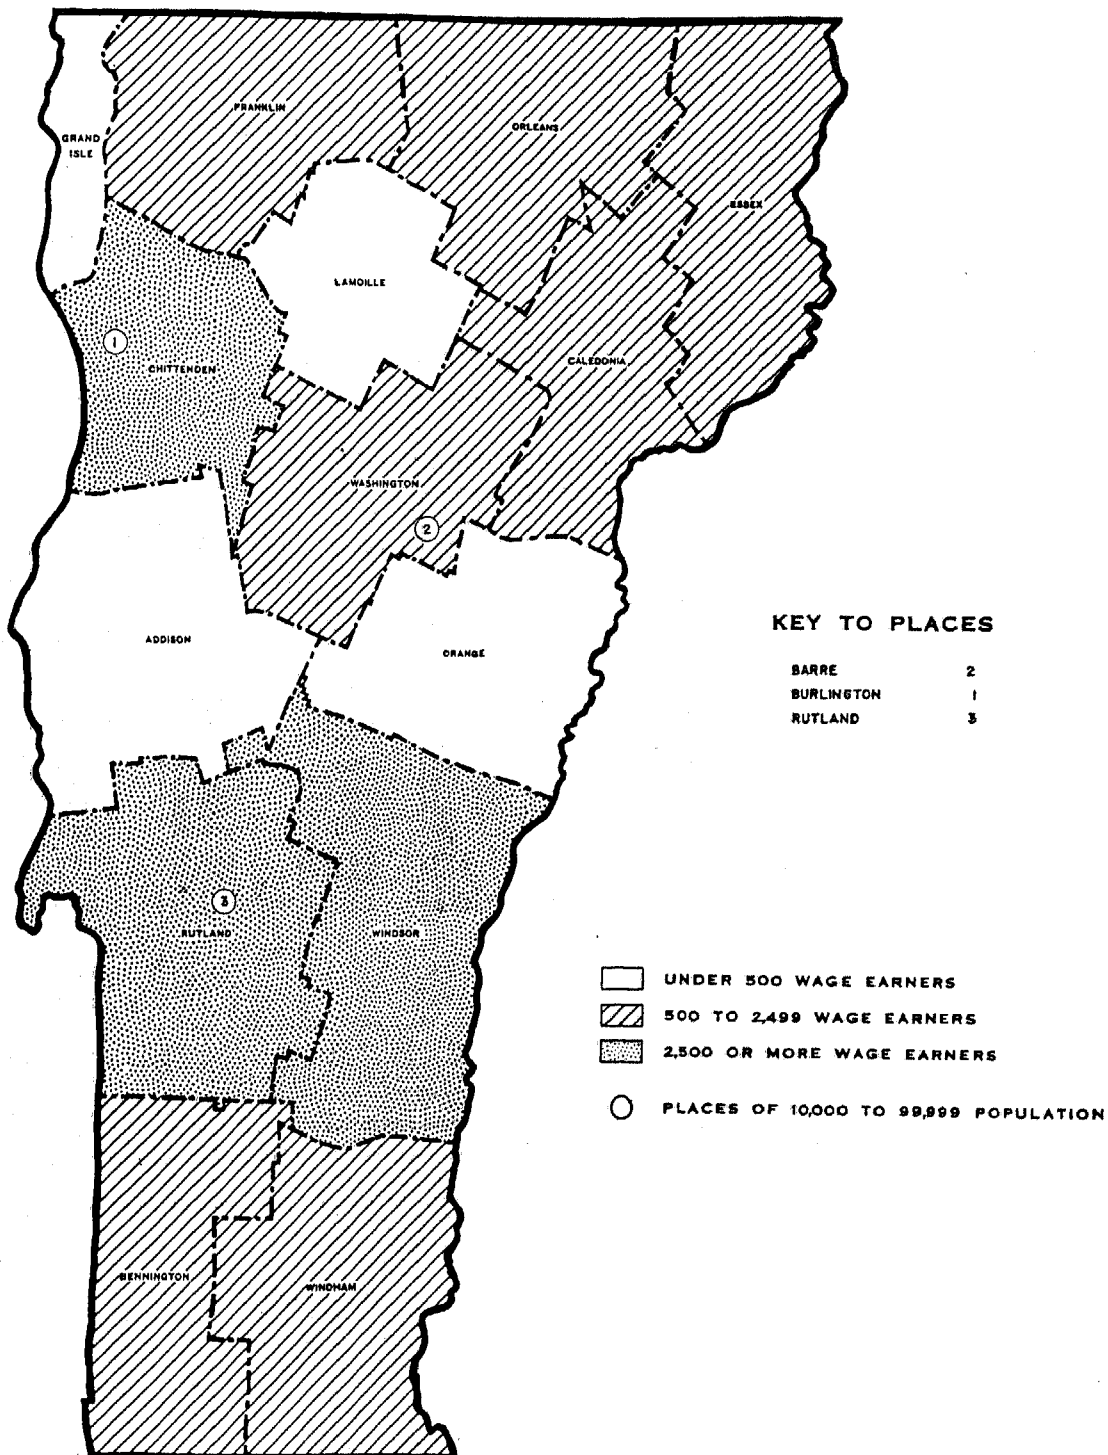 FRANKLIN
ORLEANS
GRAND
ISLE
ESSEX
LAMOILLE
1
CHITTENDEN
CALEDONIA
WASHINGTON
2
ADDISON
ORANGE
KEY TO PLACES
BARRE 2
BURLINGTON 1
RUTLAND 3
3
RUTLAND
WINDSOR
UNDER 500 WAGE EARNERS
500 TO 2,499 WAGE EARNERS
2,500 OR MORE WAGE EARNERS
PLACES OF 10,000 TO 99,999 POPULATION
BENNINGTON
WINDHAM